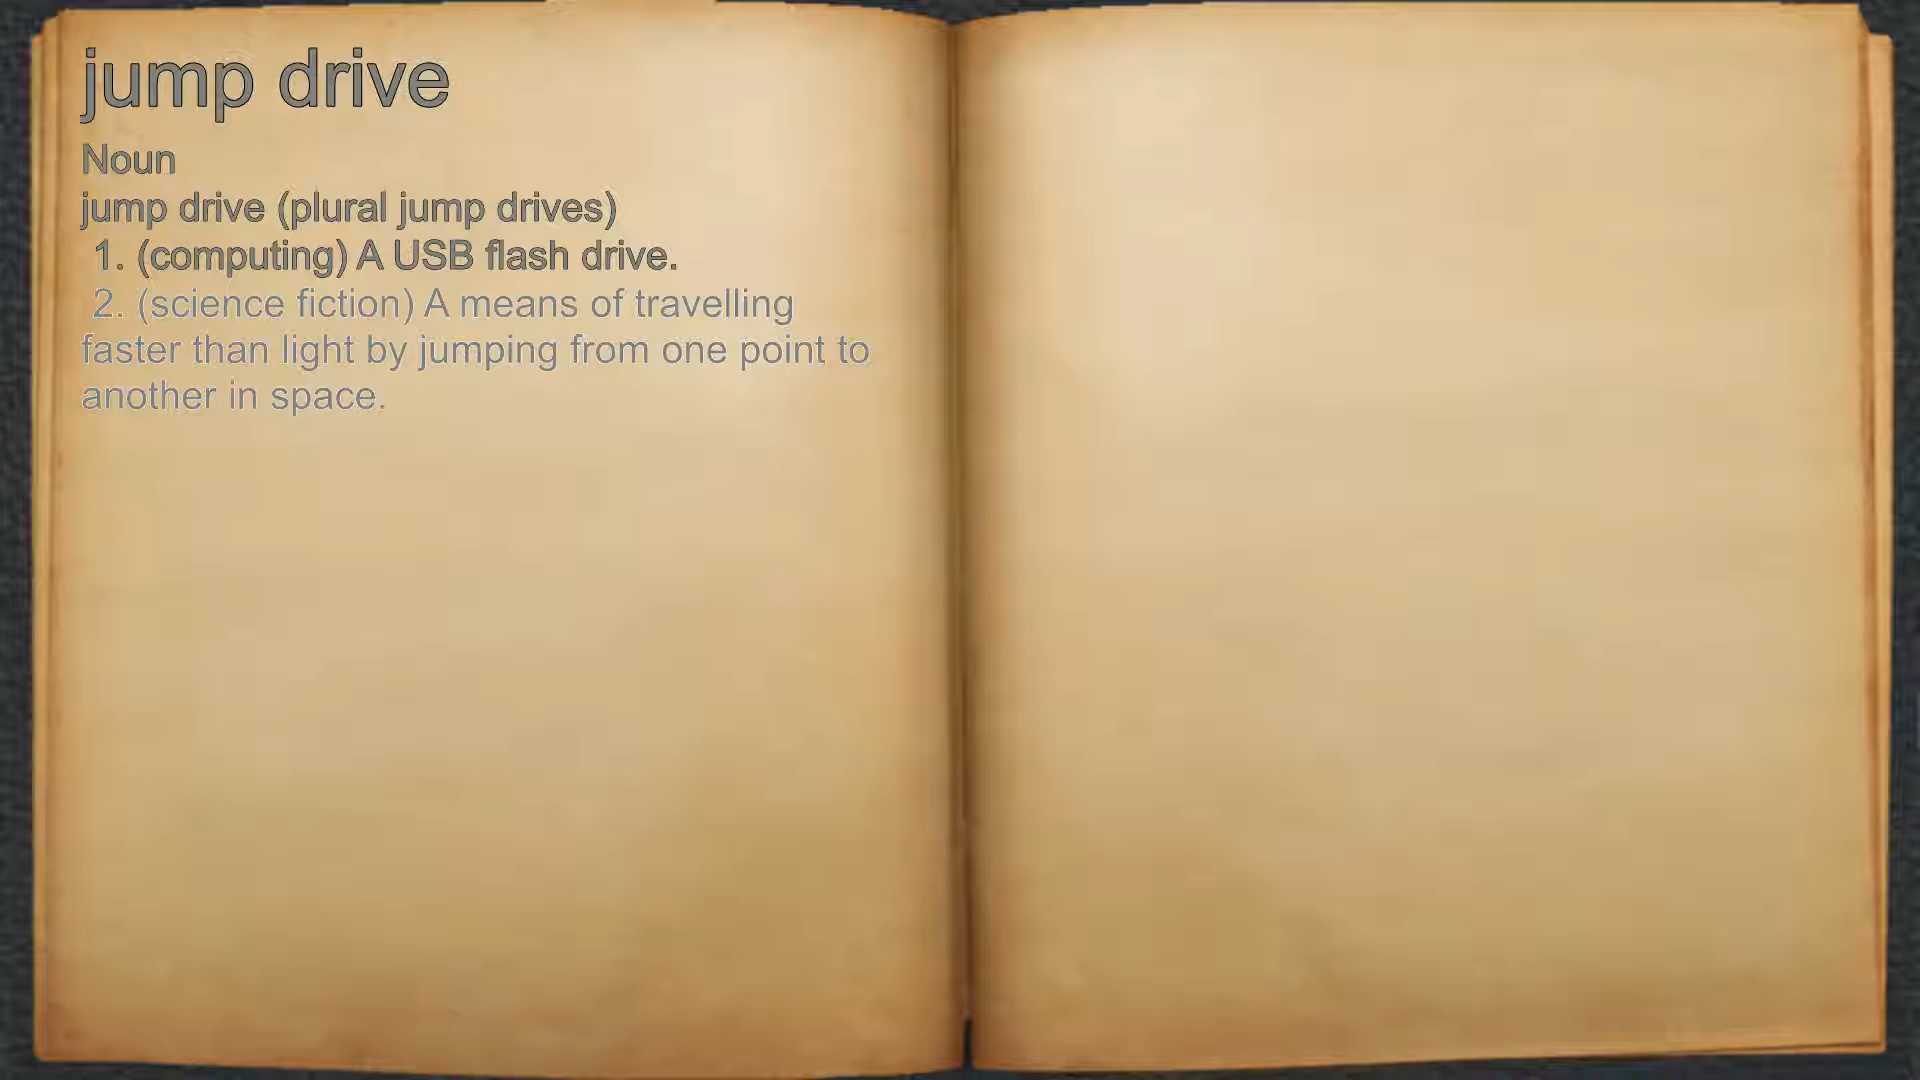 jump drive
Noun
jump drive (plural jump drives)
1. (computing) A USB flash drive.
2. (science fiction) A means of travelling
faster than light by jumping from one point to
another in space.